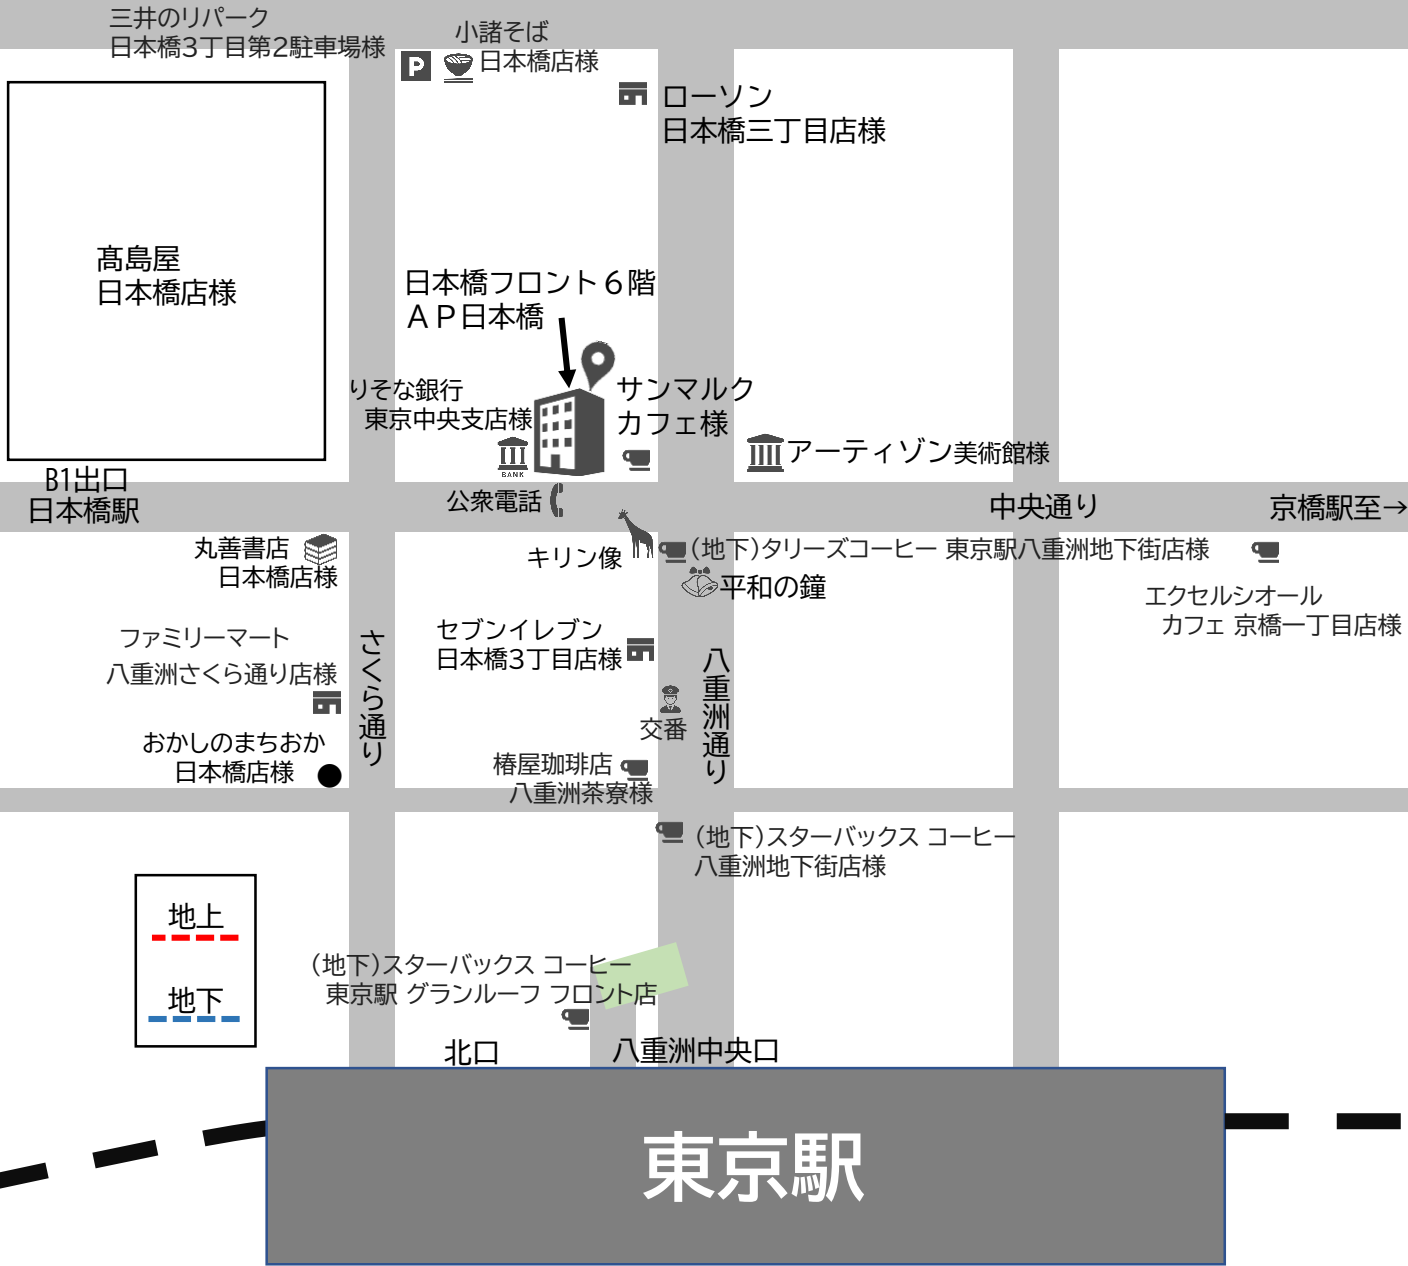 三井のリパーク
日本橋3丁目第2駐車場様
P
小諸そば
日本橋店様
ローソン
日本橋三丁目店様
髙島屋
日本橋店様
日本橋フロント６階
ＡＰ日本橋
りそな銀行
東京中央支店様
BANK
サンマルク
カフェ様
アーティゾン美術館様
B1出口
日本橋駅
公衆電話
中央通り
京橋駅至→
丸善書店
日本橋店様
キリン像
(地下)タリーズコーヒー 東京駅八重洲地下街店様
平和の鐘
エクセルシオール
カフェ 京橋一丁目店様
ファミリーマート
八重洲さくら通り店様
さくら通り
セブンイレブン
日本橋3丁目店様
八重洲通り
交番
おかしのまちおか
日本橋店様
椿屋珈琲店
八重洲茶寮様
(地下)スターバックス コーヒー
八重洲地下街店様
地上
地下
(地下)スターバックス コーヒー
東京駅 グランルーフ フロント店
北口
八重洲中央口
東京駅